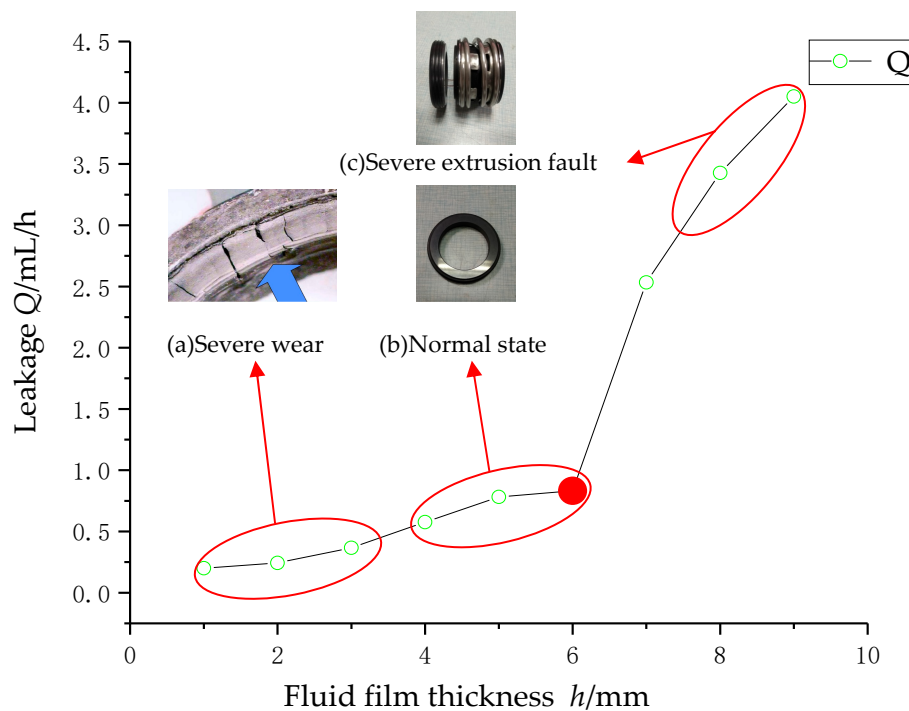 4.5
4.0
3.5
3.0
2.5
2.0
1.5
1.0
0.5
0.0
Leakage Q/mL/h
Q
(c)Severe extrusion fault
(a)Severe wear
(b)Normal state
0 2 4 6 8 10
Fluid film thickness h/mm